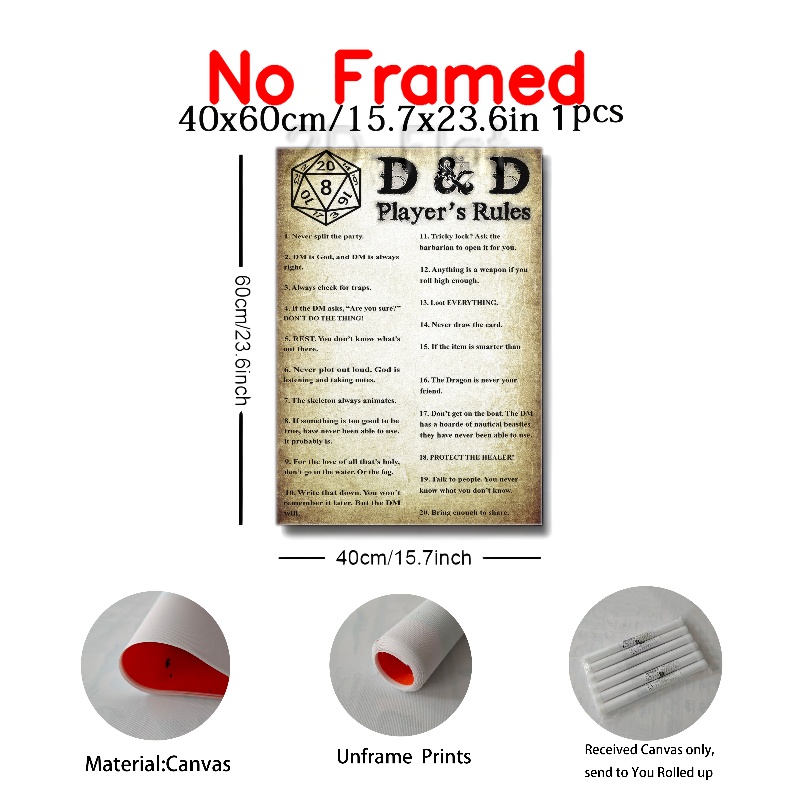 No Framed
40x60cm/15.7x23.6in 1pcs
20
8
10
16
17
D & D
Player's Rules
1. Never split the party.
2. DM is God, and DM is always
right.
3. Always check for traps.
4. If the DM asks, "Are you sure?"
DON'T DO THE THING!
5. REST. You don't know what's
out there.
6. Never plot out loud. God is
listening and taking notes.
7. The skeleton always animates.
8. If something is too good to be
true, have never been able to use.
it probably is.
9. For the love of all that's holy,
don't go in the water. Or the fog.
10. Write that down. You won't
remember it later. But the DM
will.
11. Tricky lock? Ask the
barbarian to open it for you.
12. Anything is a weapon if you
roll high enough.
13. Loot EVERYTHING.
14. Never draw the card.
15. If the item is smarter than
16. The Dragon is never your
friend.
17. Don't get on the boat. The DM
has a hoarde of nautical beasties
they have never been able to use.
18. PROTECT THE HEALER!
19. Talk to people. You never
know what you don't know.
20. Bring enough to share.
60cm/23.6inch
40cm/15.7inch
Material:Canvas
Unframe Prints
Received Canvas only,
send to You Rolled up